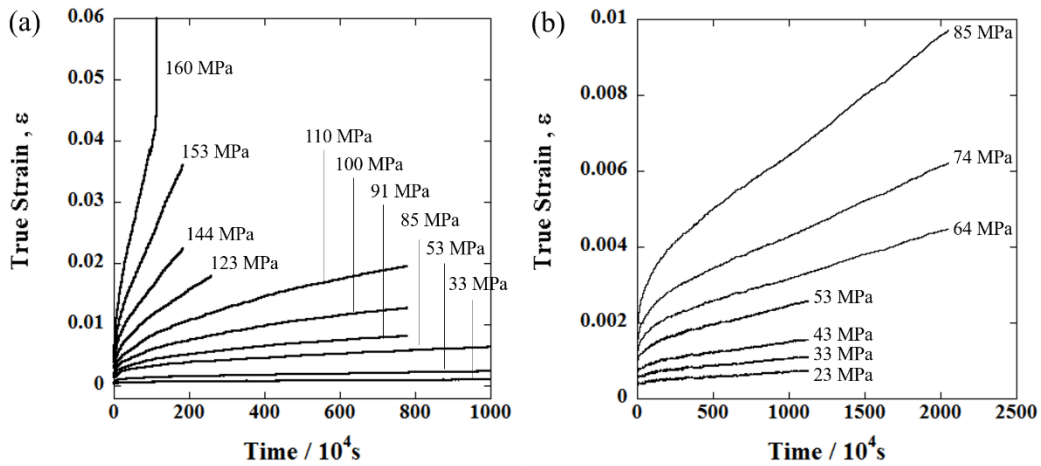 (a)
0.06
0.05
0.04
0.03
0.02
0.01
0
True Strain , ε
160 MPa
153 MPa
144 MPa
123 MPa
110 MPa
100 MPa
91 MPa
85 MPa
53 MPa
33 MPa
0 200 400 600 800 1000
Time / 10⁴s
(b)
0.01
0.008
0.006
0.004
0.002
0
True Strain , ε
85 MPa
74 MPa
64 MPa
53 MPa
43 MPa
33 MPa
23 MPa
0 500 1000 1500 2000 2500
Time / 10⁴s